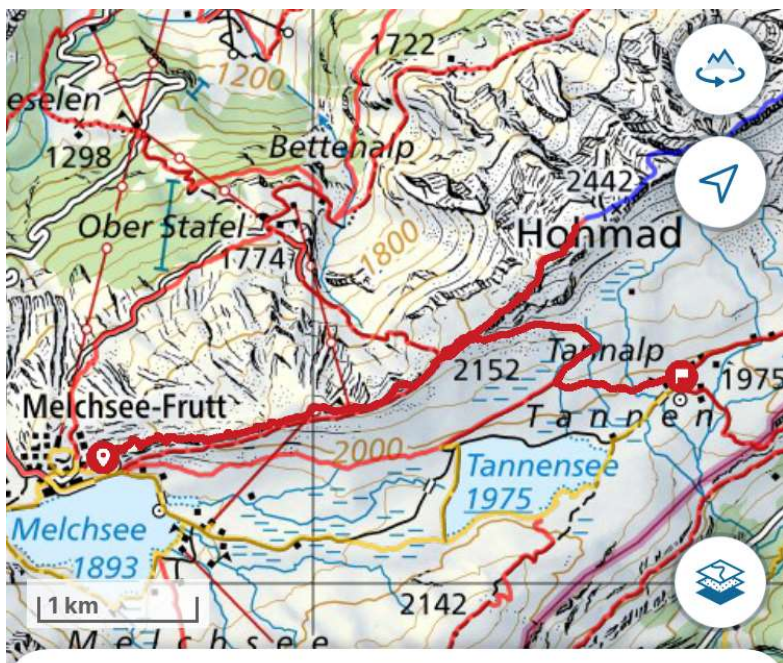 1722
1200
eselen
Bettenalp
1298
2442
Ober Stafel
1800
Hohmad
1774
Tannalp
2152
1975
Melchsee-Frutt
Tannen
2000
Tannensee
1975
Melchsee
1893
1 km
2142
Melchsee